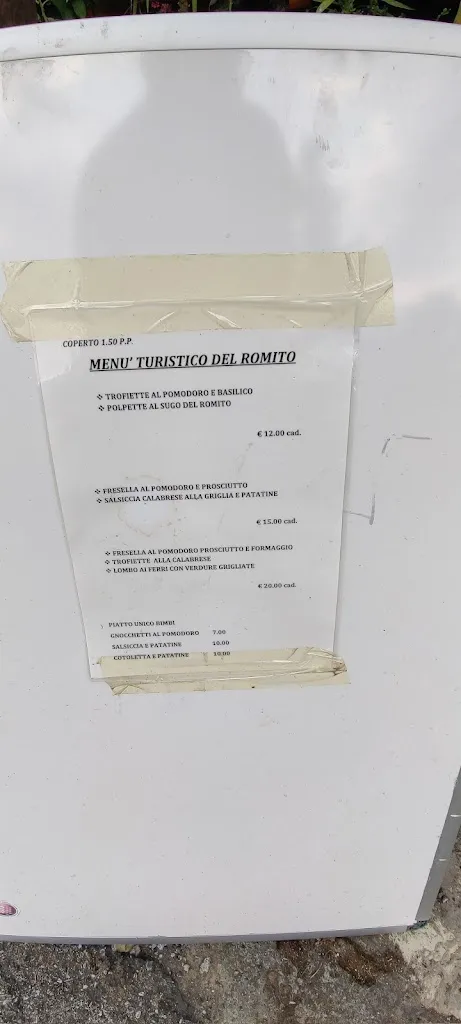 COPERTO 1.50 P.P.
MENU' TURISTICO DEL ROMITO
❖ TROFIETTE AL POMODORO E BASILICO
❖ POLPETTE AL SUGO DEL ROMITO
€ 12.00 cad.
❖ FRESELLA AL POMODORO E PROSCIUTTO
❖ SALSICCIA CALABRESE ALLA GRIGLIA E PATATINE
€ 15.00 cad.
❖ FRESELLA AL POMODORO PROSCIUTTO E FORMAGGIO
❖ TROFIETTE ALLA CALABRESE
❖ LOMBO AI FERRI CON VERDURE GRIGLIATE
€ 20.00 cad.
PIATTO UNICO BIMBI
GNOCCHETTI AL POMODORO 7.00
SALSICCIA E PATATINE 10.00
COTOLETTA E PATATINE 10.00